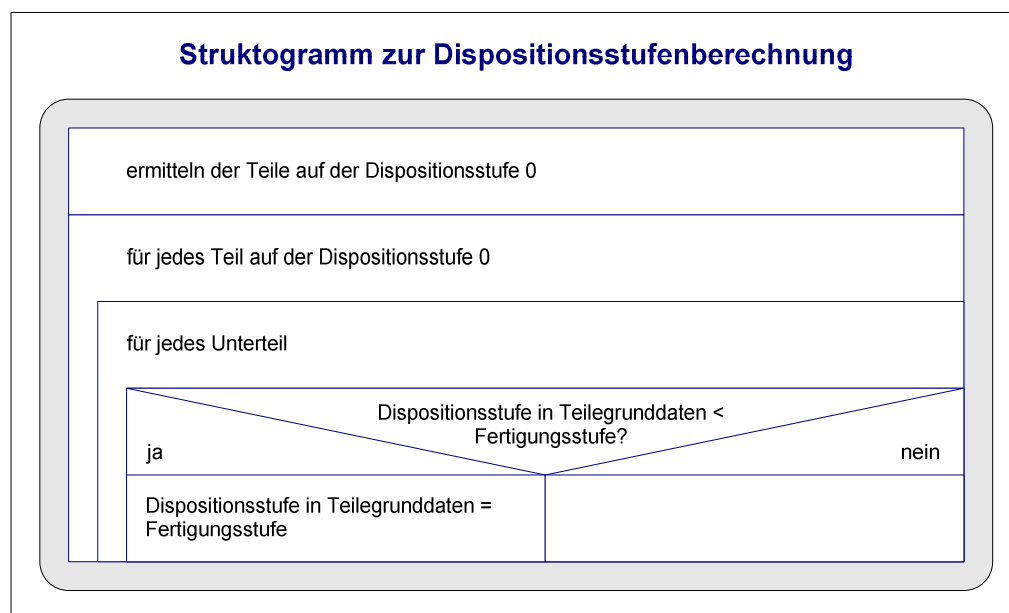 Struktogramm zur Dispositionsstufenberechnung
ermitteln der Teile auf der Dispositionsstufe 0
für jedes Teil auf der Dispositionsstufe 0
für jedes Unterteil
Dispositionsstufe in Teilegrunddaten <
Fertigungsstufe?
ja
nein
Dispositionsstufe in Teilegrunddaten =
Fertigungsstufe